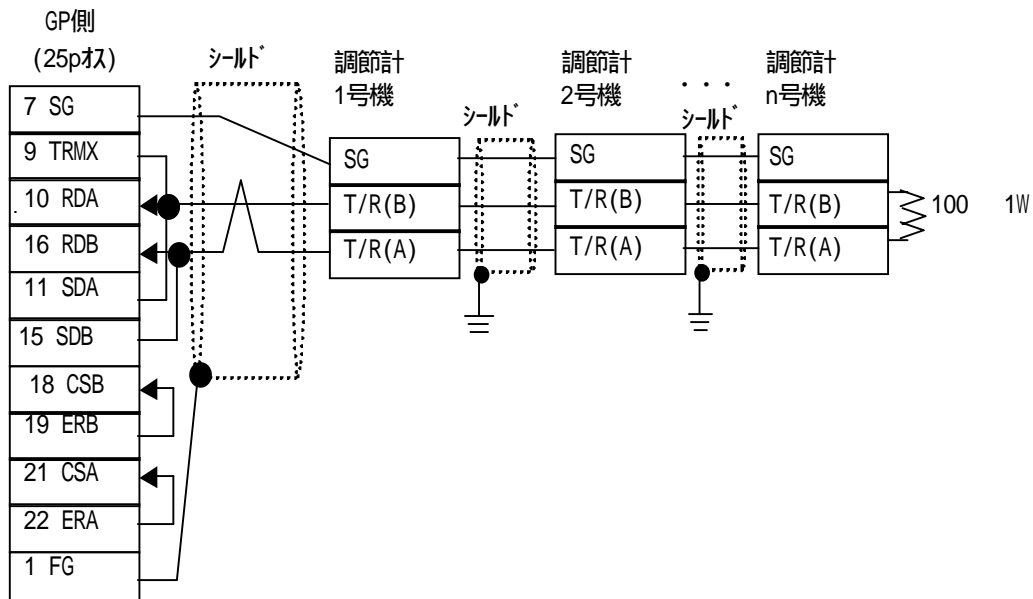 GP側
(25pｵｽ)
ｼｰﾙﾄﾞ
調節計
1号機
ｼｰﾙﾄﾞ
調節計
2号機
・・・
ｼｰﾙﾄﾞ
調節計
n号機
7 SG
9 TRMX
10 RDA
16 RDB
11 SDA
15 SDB
18 CSB
19 ERB
21 CSA
22 ERA
1 FG
SG
T/R(B)
T/R(A)
SG
T/R(B)
T/R(A)
SG
T/R(B)
T/R(A)
100 1W